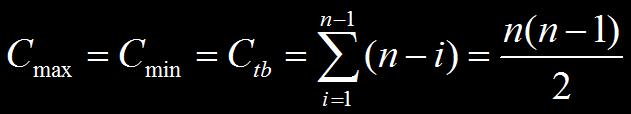 C_max = C_min = C_tb = \sum_{i=1}^{n-1} (n-i) = \frac{n(n-1)}{2}